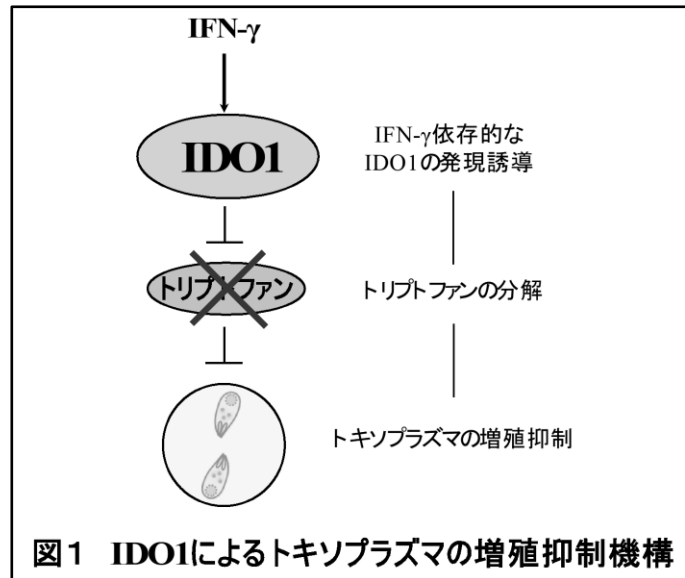 IFN-γ
IDO1
IFN-γ依存的な
IDO1の発現誘導
トリプトファン
トリプトファンの分解
トキソプラズマの増殖抑制
図1 IDO1によるトキソプラズマの増殖抑制機構